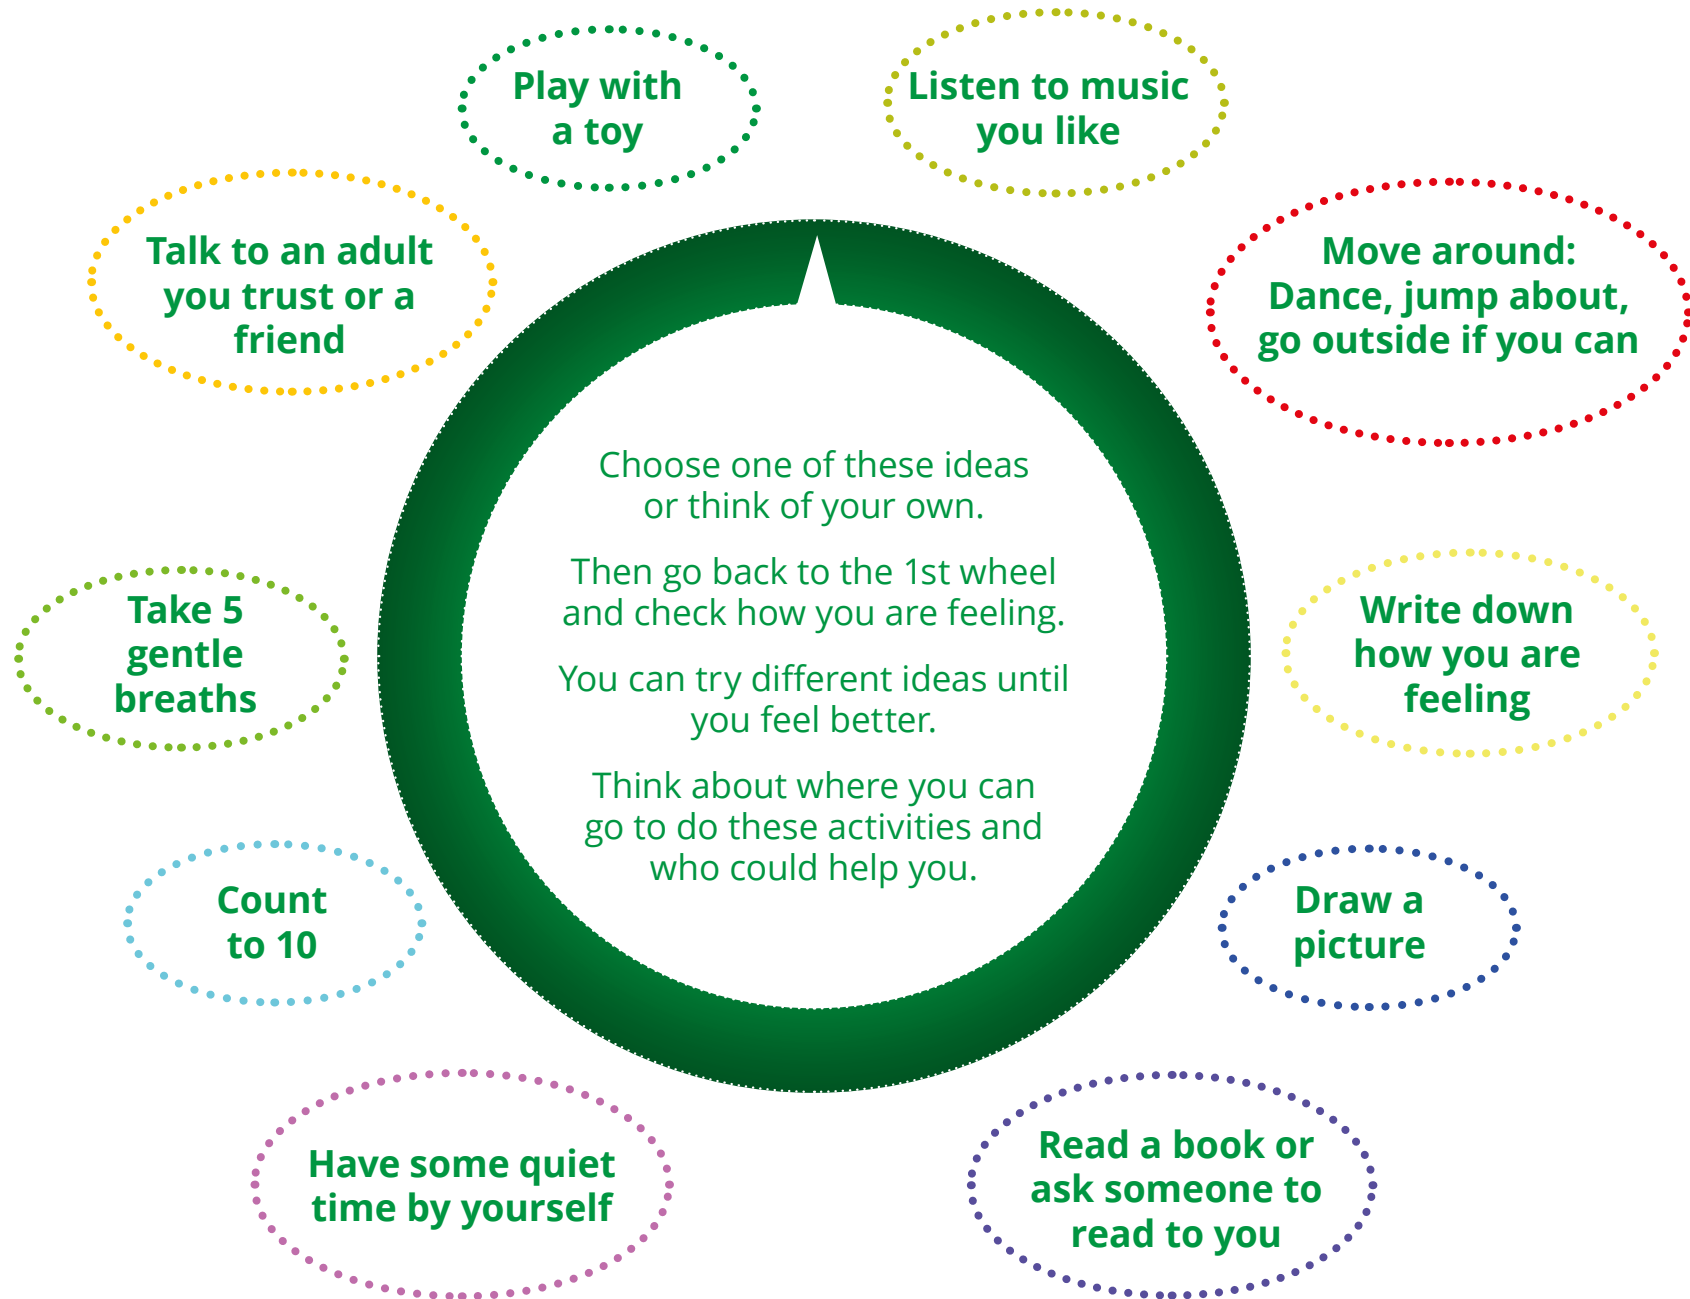 Play with
a toy
Listen to music
you like
Talk to an adult
you trust or a
friend
Move around:
Dance, jump about,
go outside if you can
Choose one of these ideas
or think of your own.
Then go back to the 1st wheel
and check how you are feeling.
You can try different ideas until
you feel better.
Think about where you can
go to do these activities and
who could help you.
Take 5
gentle
breaths
Write down
how you are
feeling
Count
to 10
Draw a
picture
Have some quiet
time by yourself
Read a book or
ask someone to
read to you